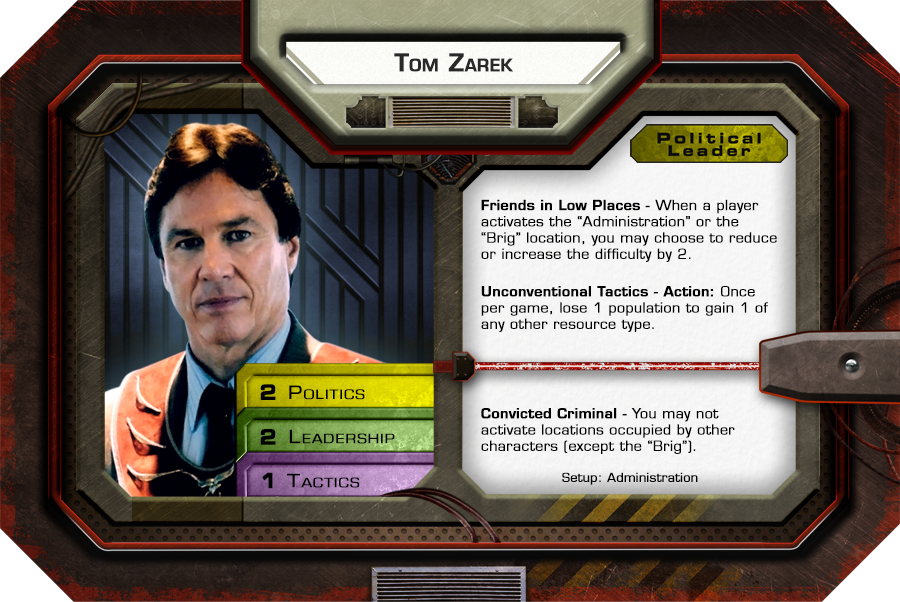 Tom Zarek
Political
Leader
Friends in Low Places - When a player
activates the “Administration” or the
“Brig” location, you may choose to reduce
or increase the difficulty by 2.
Unconventional Tactics - Action: Once
per game, lose 1 population to gain 1 of
any other resource type.
2 Politics
2 Leadership
1 Tactics
Convicted Criminal - You may not
activate locations occupied by other
characters (except the “Brig”).
Setup: Administration